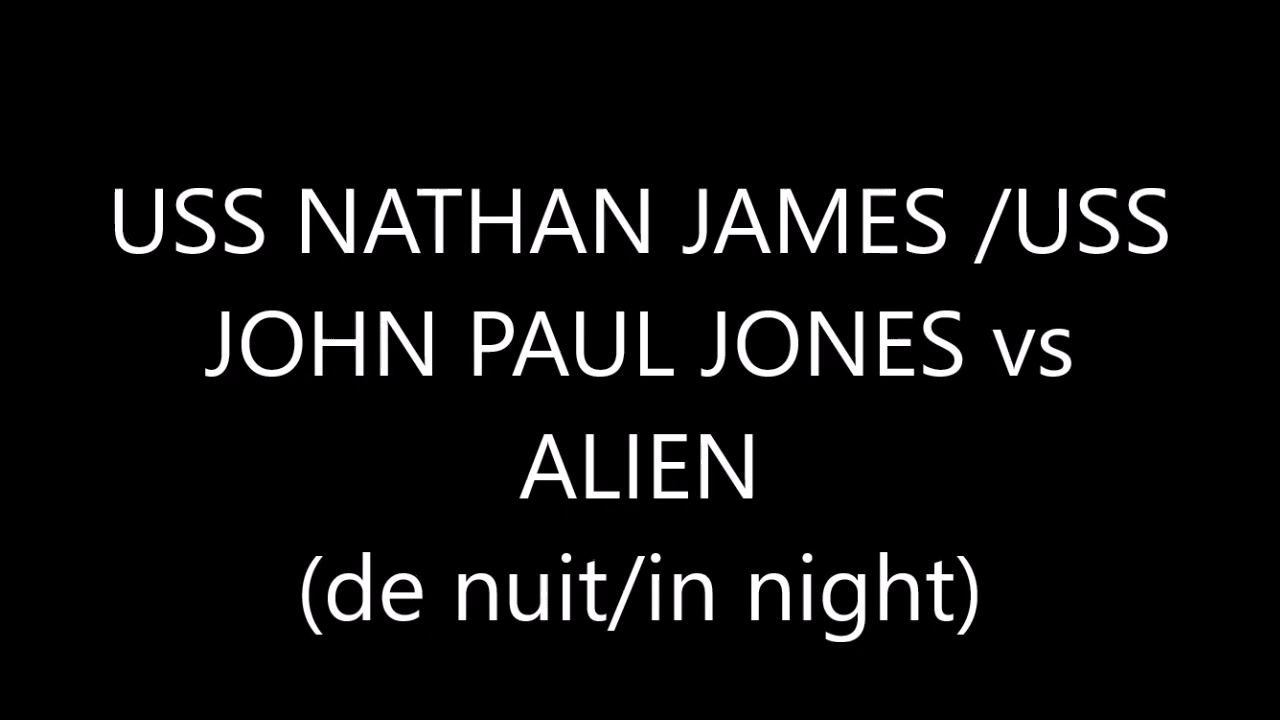 USS NATHAN JAMES /USS
JOHN PAUL JONES vs
ALIEN
(de nuit/in night)